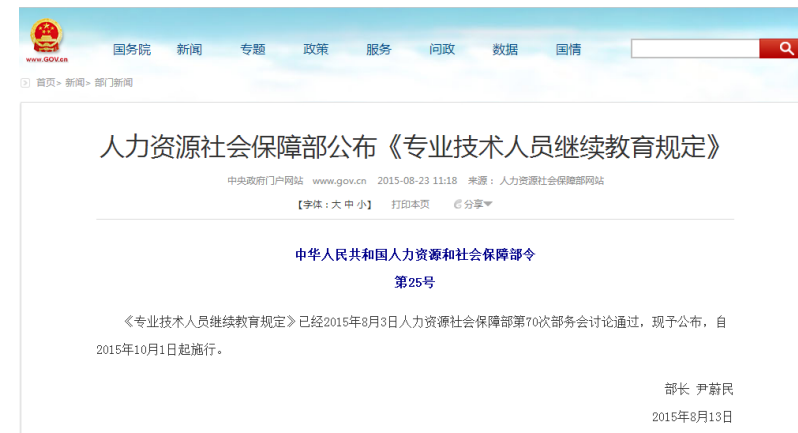 www.GOV.cn
国务院 新闻 专题 政策 服务 问政 数据 国情
首页> 新闻> 部门新闻
人力资源社会保障部公布《专业技术人员继续教育规定》
中央政府门户网站 www.gov.cn 2015-08-23 11:18 来源： 人力资源社会保障部网站
【字体：大 中 小】 打印本页 分享
中华人民共和国人力资源和社会保障部令
第25号
《专业技术人员继续教育规定》已经2015年8月3日人力资源社会保障部第70次部务会讨论通过，现予公布，自
2015年10月1日起施行。
部长 尹蔚民
2015年8月13日